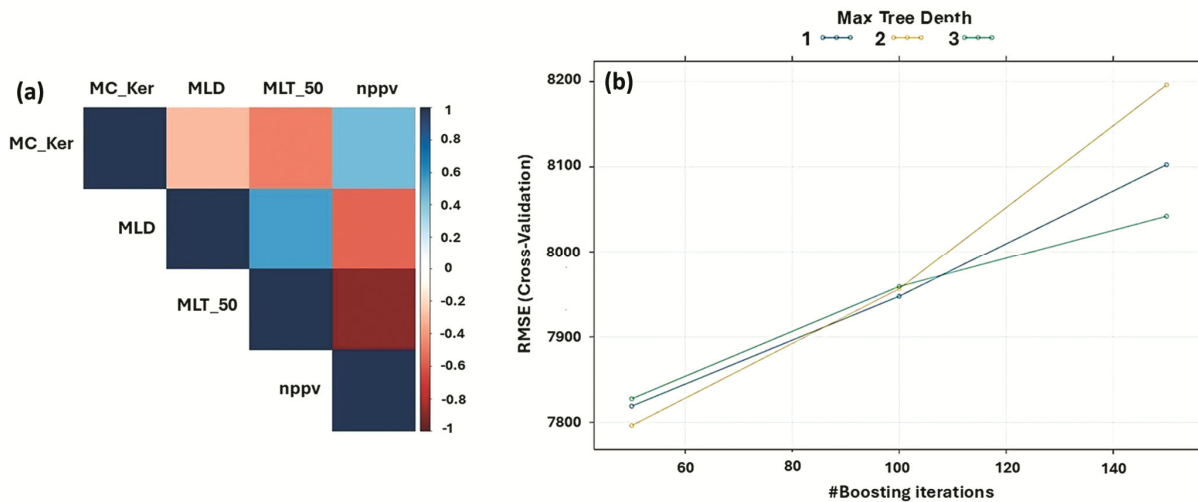 (a)
MC_Ker MLD MLT_50 nppv
MC_Ker
MLD
MLT_50
nppv
1
0.8
0.6
0.4
0.2
0
-0.2
-0.4
-0.6
-0.8
-1
Max Tree Depth
1 2 3
(b)
RMSE (Cross-Validation)
8200
8100
8000
7900
7800
60 80 100 120 140
#Boosting iterations